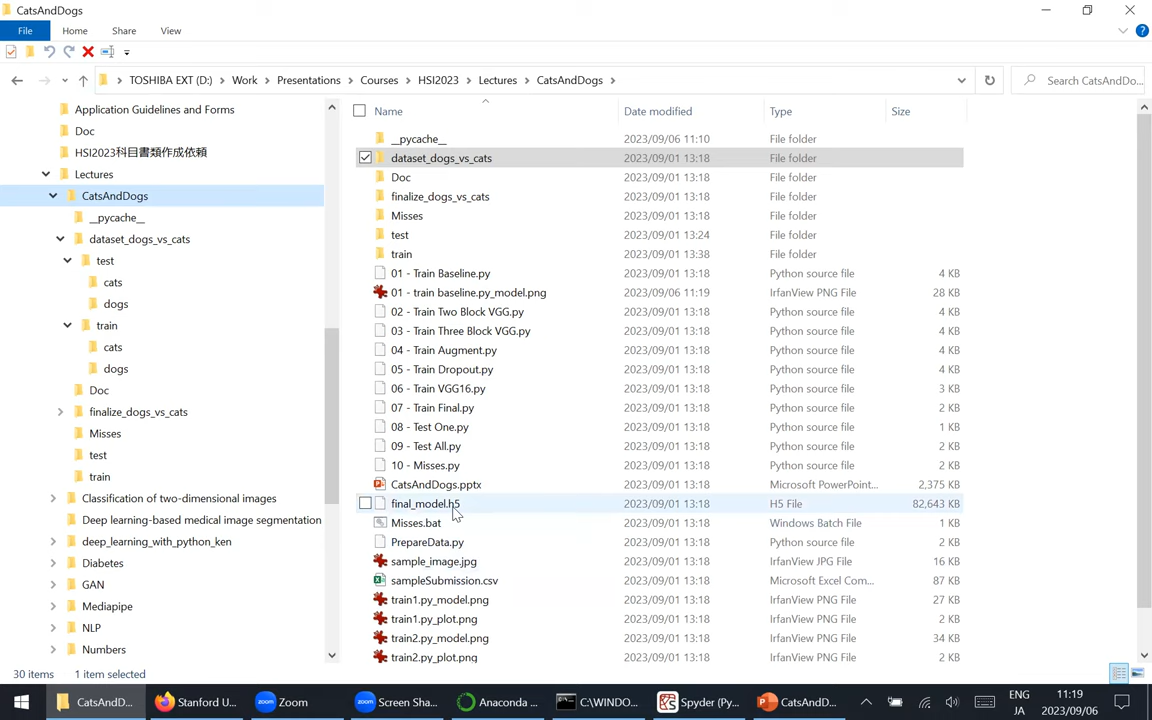 CatsAndDogs
File Home Share View
TOSHIBA EXT (D:) Work Presentations Courses HSI2023 Lectures CatsAndDogs Search CatsAndDo...
Application Guidelines and Forms
Doc
HSI2023科目書類作成依頼
Lectures
CatsAndDogs
__pycache__
dataset_dogs_vs_cats
test
cats
dogs
train
cats
dogs
Doc
finalize_dogs_vs_cats
Misses
test
train
Classification of two-dimensional images
Deep learning-based medical image segmentation
deep_learning_with_python_ken
Diabetes
GAN
Mediapipe
NLP
Numbers
Name Date modified Type Size
__pycache__ 2023/09/06 11:10 File folder
dataset_dogs_vs_cats 2023/09/01 13:18 File folder
Doc 2023/09/01 13:18 File folder
finalize_dogs_vs_cats 2023/09/01 13:18 File folder
Misses 2023/09/01 13:18 File folder
test 2023/09/01 13:24 File folder
train 2023/09/01 13:38 File folder
01 - Train Baseline.py 2023/09/01 13:18 Python source file 4 KB
01 - train baseline.py_model.png 2023/09/06 11:19 IrfanView PNG File 28 KB
02 - Train Two Block VGG.py 2023/09/01 13:18 Python source file 4 KB
03 - Train Three Block VGG.py 2023/09/01 13:18 Python source file 4 KB
04 - Train Augment.py 2023/09/01 13:18 Python source file 4 KB
05 - Train Dropout.py 2023/09/01 13:18 Python source file 4 KB
06 - Train VGG16.py 2023/09/01 13:18 Python source file 3 KB
07 - Train Final.py 2023/09/01 13:18 Python source file 2 KB
08 - Test One.py 2023/09/01 13:18 Python source file 1 KB
09 - Test All.py 2023/09/01 13:18 Python source file 2 KB
10 - Misses.py 2023/09/01 13:18 Python source file 2 KB
CatsAndDogs.pptx 2023/09/01 13:18 Microsoft PowerPoint... 2,375 KB
final_model.h5 2023/09/01 13:18 H5 File 82,643 KB
Misses.bat 2023/09/01 13:18 Windows Batch File 1 KB
PrepareData.py 2023/09/01 13:18 Python source file 2 KB
sample_image.jpg 2023/09/01 13:18 IrfanView JPG File 16 KB
sampleSubmission.csv 2023/09/01 13:18 Microsoft Excel Com... 87 KB
train1.py_model.png 2023/09/01 13:18 IrfanView PNG File 27 KB
train1.py_plot.png 2023/09/01 13:18 IrfanView PNG File 2 KB
train2.py_model.png 2023/09/01 13:18 IrfanView PNG File 34 KB
train2.py_plot.png 2023/09/01 13:18 IrfanView PNG File 2 KB
30 items 1 item selected
CatsAndD... Stanford U... Zoom Screen Sha... Anaconda ... C:\WINDO... Spyder (Py... CatsAndD...
ENG
JA
11:19
2023/09/06